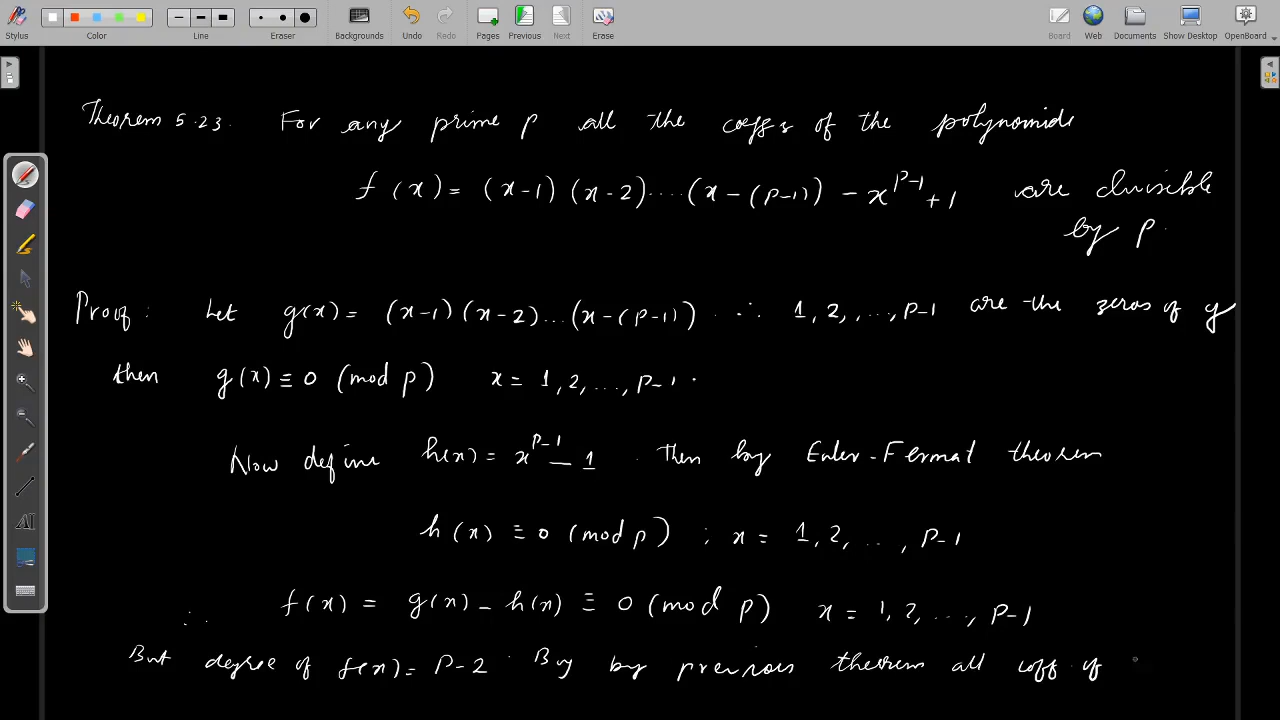 Stylus Color Line Eraser Backgrounds Undo Redo Pages Previous Next Erase Board Web Documents Show Desktop OpenBoard
Theorem 5.23. For any prime p all the coeffs of the polynomial
f(x) = (x-1)(x-2)....(x-(p-1)) - x^{p-1} + 1 are divisible
by p.
Proof: Let g(x) = (x-1)(x-2)...(x-(p-1)) ∴ 1, 2, ..., p-1 are the zeros of g
then g(x) ≡ 0 (mod p) x = 1, 2, ..., p-1.
Now define h(x) = x^{p-1} - 1. Then by Euler-Fermat theorem
h(x) ≡ 0 (mod p) ; x = 1, 2, ..., p-1
∴ f(x) = g(x) - h(x) ≡ 0 (mod p) x = 1, 2, ..., p-1
But degree of f(x) = p-2. By by previous theorem all coff of